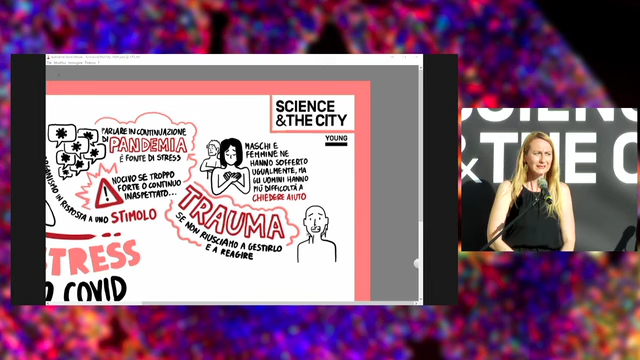 SCIENCE
&THE CITY
YOUNG
PARLARE IN CONTINUAZIONE
DI PANDEMIA
È FONTE DI STRESS
MASCHI E
FEMMINE NE
HANNO SOFFERTO
UGUALMENTE, MA
GLI UOMINI HANNO
PIÙ DIFFICOLTÀ A
CHIEDERE AIUTO
NOCIVO SE TROPPO
FORTE O CONTINUO
INASPETTATO...
IN RISPOSTA A UNO STIMOLO
TRAUMA
SE NON RIUSCIAMO A GESTIRLO
E A REAGIRE
TRESS
COVID
&THE C